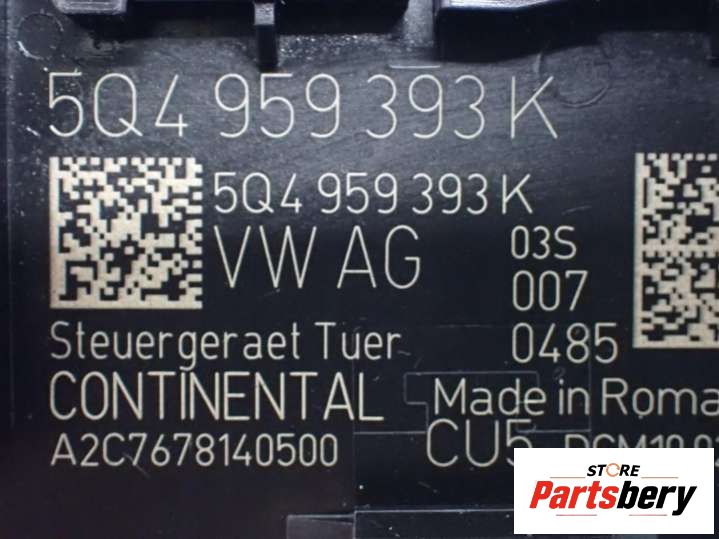 5Q4 959 393 K
5Q4 959 393 K
VW AG
03S
007
Steuergeraet Tuer
0485
CONTINENTAL
Made in Roma
A2C7678140500
CU5
STORE
Partsbery